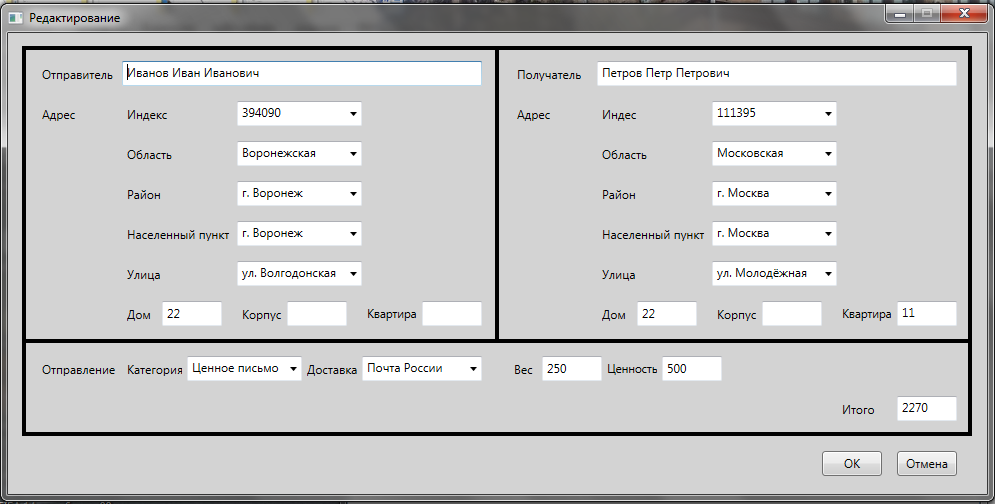 Редактирование
Отправитель Иванов Иван Иванович Получатель Петров Петр Петрович
Адрес Индекс 394090 Адрес Индес 111395
Область Воронежская Область Московская
Район г. Воронеж Район г. Москва
Населенный пункт г. Воронеж Населенный пункт г. Москва
Улица ул. Волгодонская Улица ул. Молодёжная
Дом 22 Корпус Квартира Дом 22 Корпус Квартира 11
Отправление Категория Ценное письмо Доставка Почта России Вес 250 Ценность 500
Итого 2270
OK Отмена